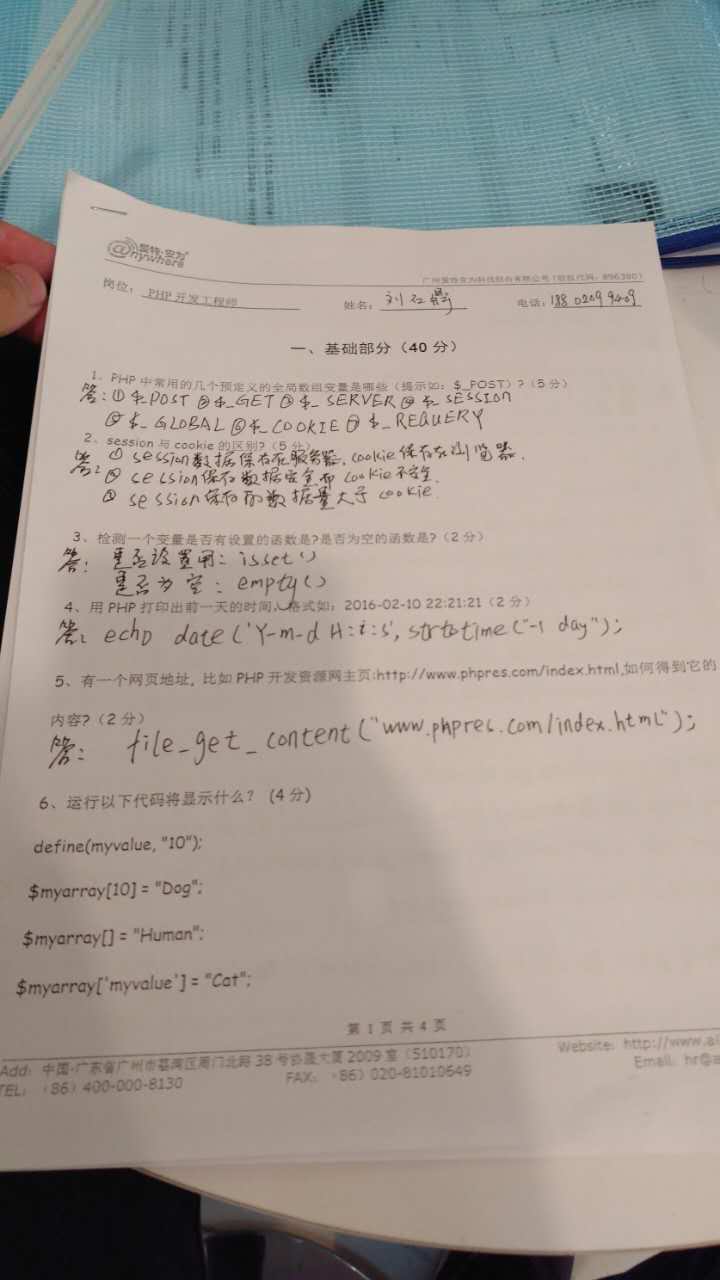 爱特·安为
@nywhere
广州爱特安为科技股份有限公司(股权代码:896380)
岗位: PHP 开发工程师 姓名: 刘 电话: 188 0209 9409
一、基础部分(40 分)
1、PHP 中常用的几个预定义的全局数组变量是哪些(提示如:$_POST)?(5 分)
答:① $_POST ② $_GET ③ $_SERVER ④ $_SESSION
⑤ $_GLOBAL ⑥ $_COOKIE ⑦ $_REQUERY
2、session 与 cookie 的区别?(5 分)
答: ① session数据保存在服务器,cookie保存在浏览器.
② session保存数据安全而cookie不安全.
③ session保存的数据量大于cookie.
3、检测一个变量是否有设置的函数是?是否为空的函数是?(2 分)
答: 是否设置用:isset()
是否为空:empty()
4、用 PHP 打印出前一天的时间,格式如:2016-02-10 22:21:21(2 分)
答: echo date('Y-m-d H:i:s', strtotime("-1 day");
5、有一个网页地址, 比如 PHP 开发资源网主页:http://www.phpres.com/index.html,如何得到它的
内容?(2 分)
答: file_get_content("www.phpres.com/index.html");
6、运行以下代码将显示什么? (4 分)
define(myvalue, "10");
$myarray[10] = "Dog";
$myarray[] = "Human";
$myarray['myvalue'] = "Cat";
第 1 页 共 4 页
Add: 中国·广东省广州市荔湾区周门北路 38 号 大厦 2009 室(510170) Website: http://www.
TEL:(86)400-000-8130 FAX:(86)020-81010649 Email: hr@a